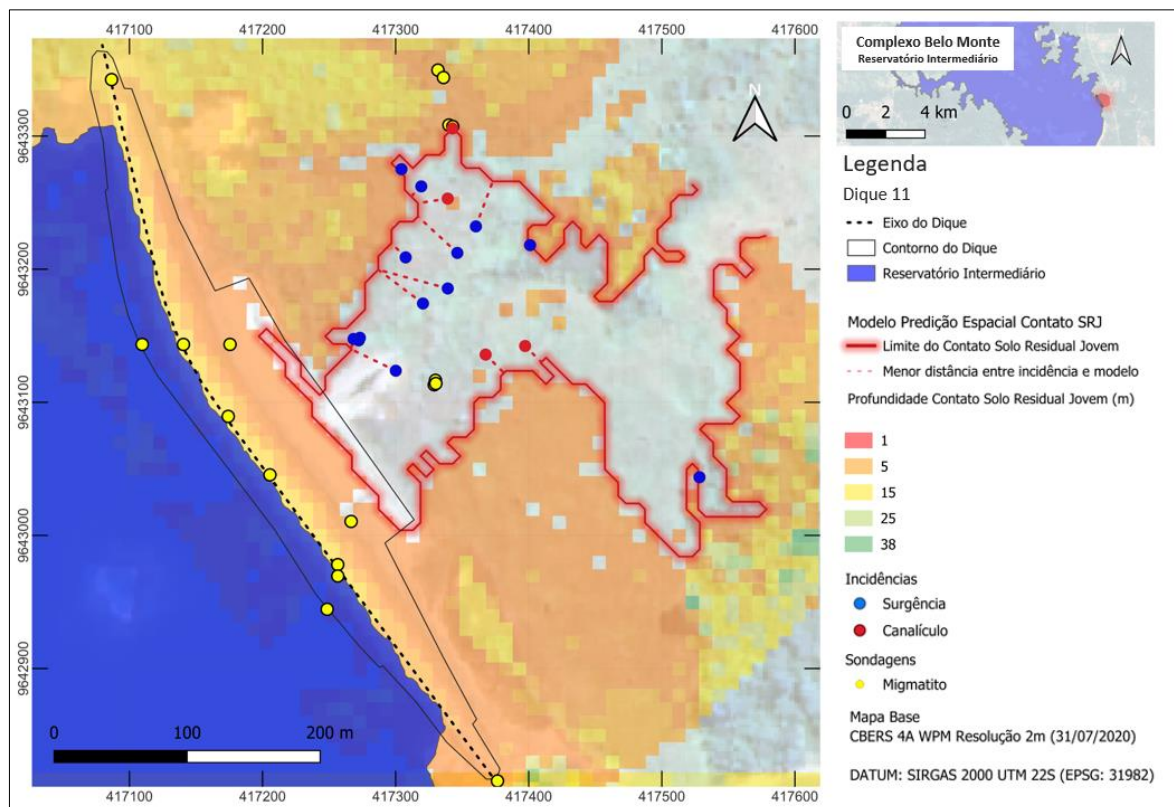 417100
417200
417300
417400
417500
417600
9643300
9643200
9643100
9643000
9642900
N
0
100
200 m
417100
417200
417300
417400
417500
417600
Complexo Belo Monte
Reservatório Intermediário
N
0 2 4 km
Legenda
Dique 11
Eixo do Dique
Contorno do Dique
Reservatório Intermediário
Modelo Predição Espacial Contato SRJ
Limite do Contato Solo Residual Jovem
Menor distância entre incidência e modelo
Profundidade Contato Solo Residual Jovem (m)
1
5
15
25
38
Incidências
Surgência
Canalículo
Sondagens
Migmatito
Mapa Base
CBERS 4A WPM Resolução 2m (31/07/2020)
DATUM: SIRGAS 2000 UTM 22S (EPSG: 31982)